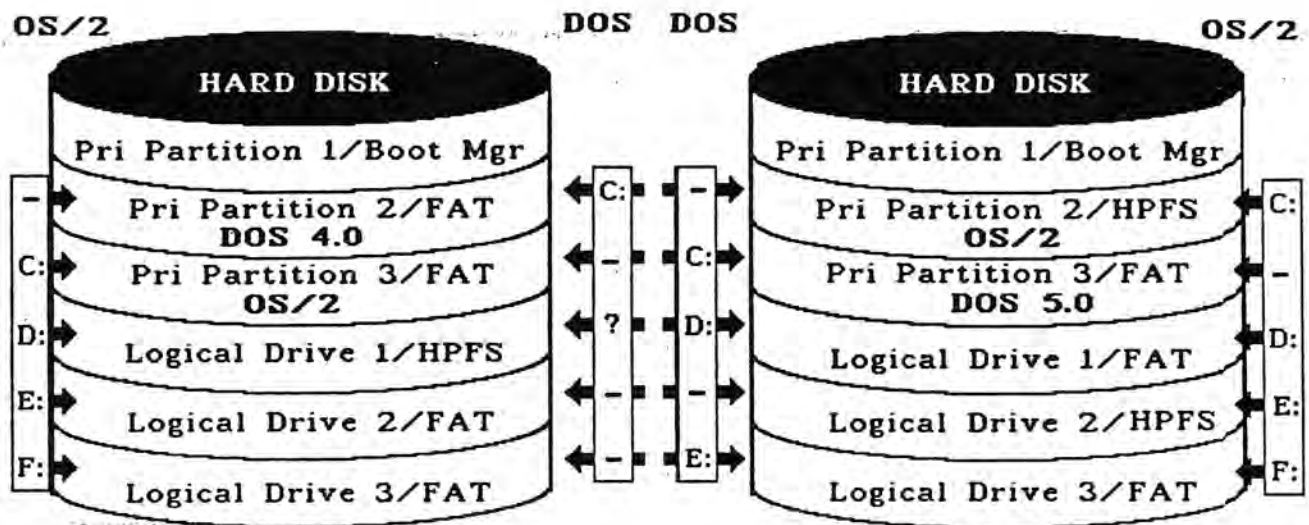 OS/2
DOS DOS
OS/2
HARD DISK
Pri Partition 1/Boot Mgr
Pri Partition 2/FAT
DOS 4.0
Pri Partition 3/FAT
OS/2
Logical Drive 1/HPFS
Logical Drive 2/FAT
Logical Drive 3/FAT
-
C:
D:
E:
F:
C:
-
?
-
-
-
C:
D:
-
E:
HARD DISK
Pri Partition 1/Boot Mgr
Pri Partition 2/HPFS
OS/2
Pri Partition 3/FAT
DOS 5.0
Logical Drive 1/FAT
Logical Drive 2/HPFS
Logical Drive 3/FAT
C:
-
D:
E:
F: